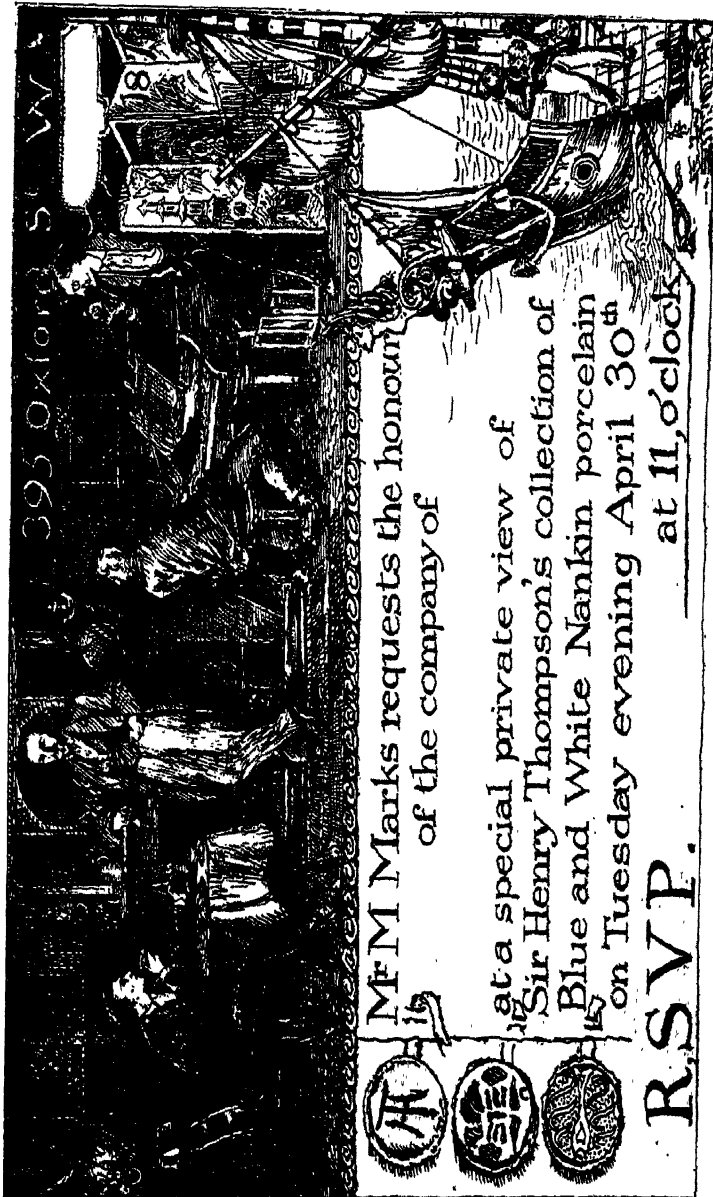 395 Oxford St W
Mr M Marks requests the honour
of the company of
at a special private view of
Sir Henry Thompson's collection of
Blue and White Nankin porcelain
on Tuesday evening April 30th
at 11, o'clock
R.S.V.P.